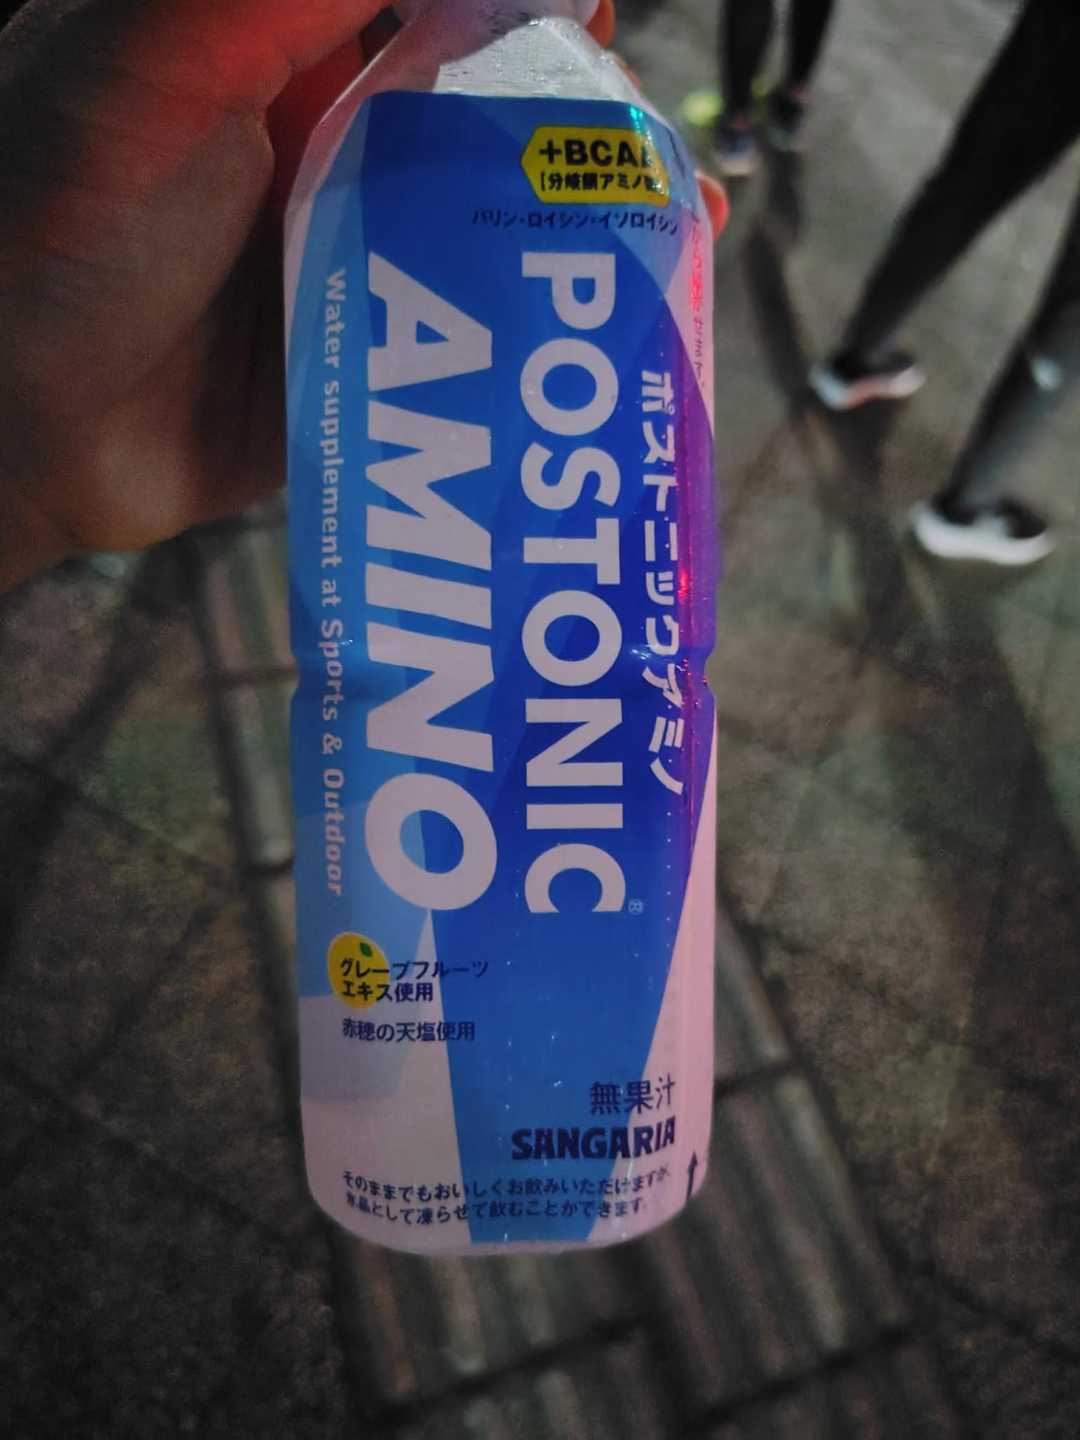 +BCAA
[分岐鎖アミノ酸]
バリン・ロイシン・イソロイシン
ポストニックアミノ
POSTONIC®
AMINO
Water supplement at Sports & Outdoor
グレープフルーツ
エキス使用
赤穂の天塩使用
無果汁
SANGARIA
そのままでもおいしくお飲みいただけますが、
氷晶として凍らせて飲むことができます。